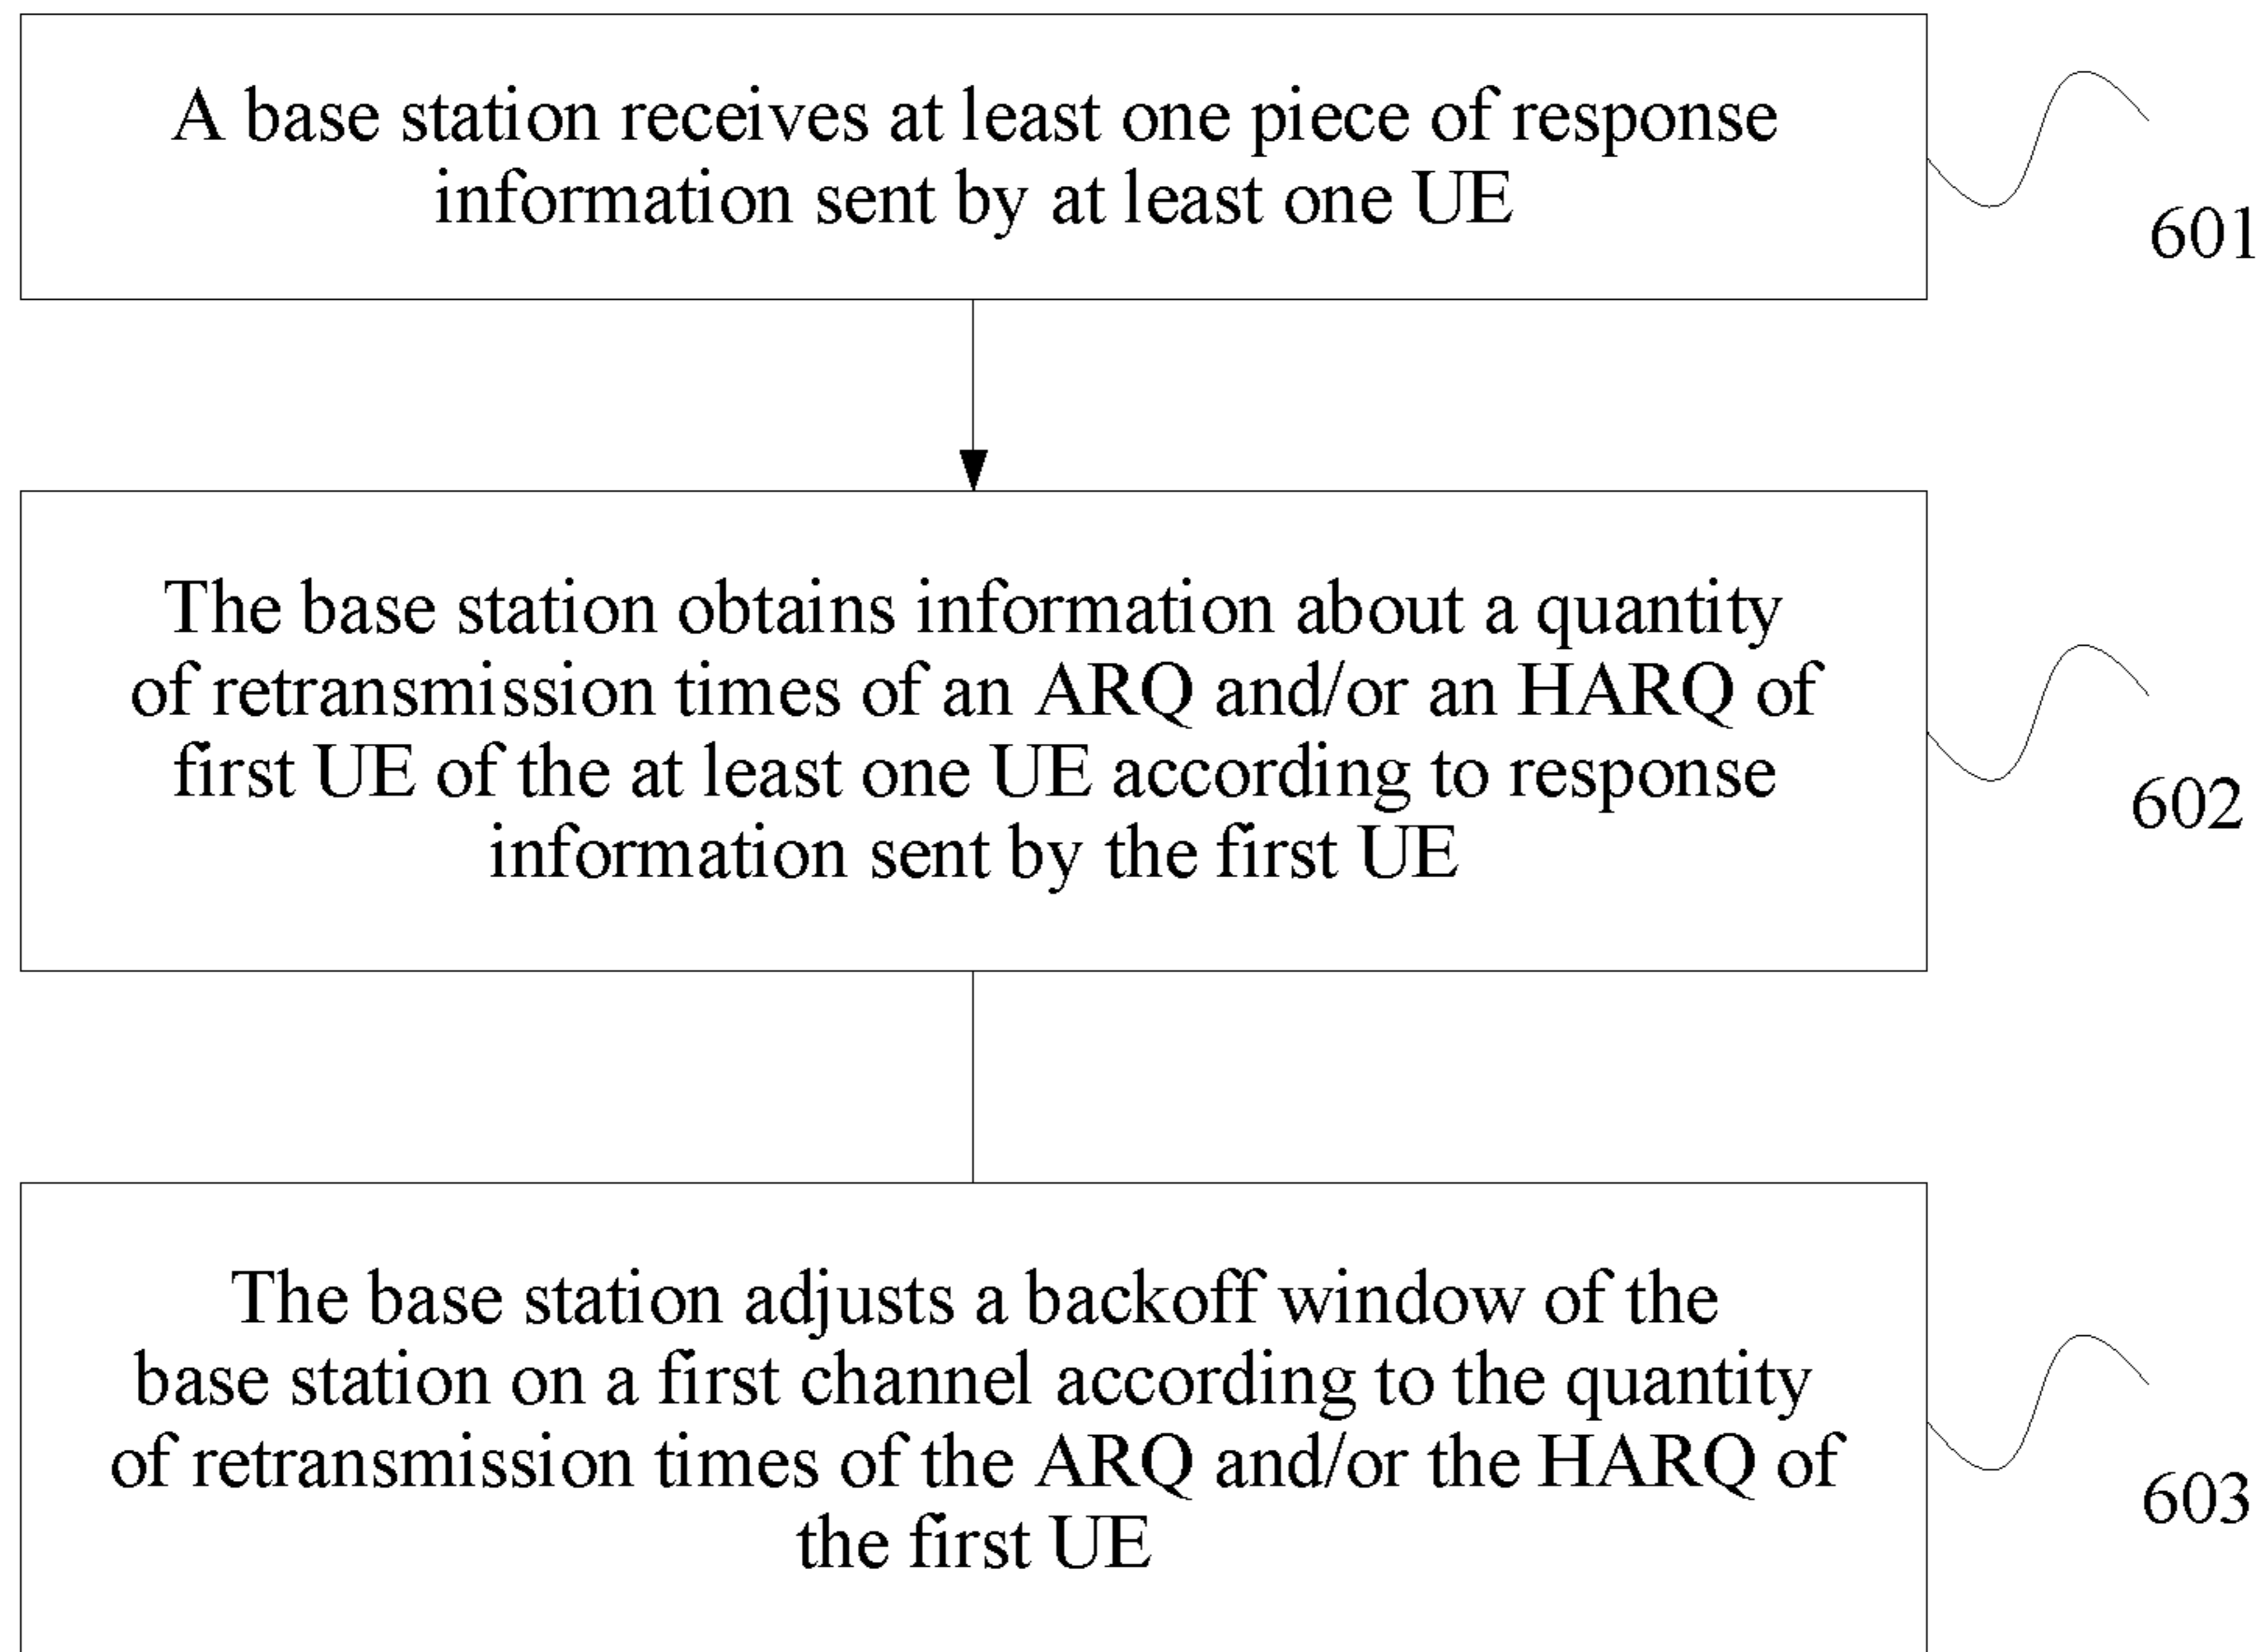 A base station receives at least one piece of response
information sent by at least one UE
601
The base station obtains information about a quantity
of retransmission times of an ARQ and/or an HARQ of
first UE of the at least one UE according to response
information sent by the first UE
602
The base station adjusts a backoff window of the
base station on a first channel according to the quantity
of retransmission times of the ARQ and/or the HARQ of
the first UE
603